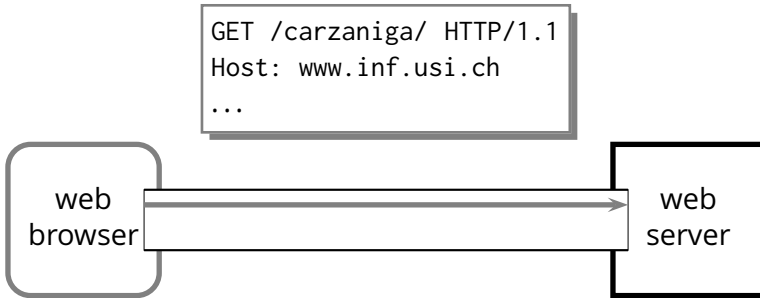 GET /carzaniga/ HTTP/1.1
Host: www.inf.usi.ch
...
web
browser
web
server